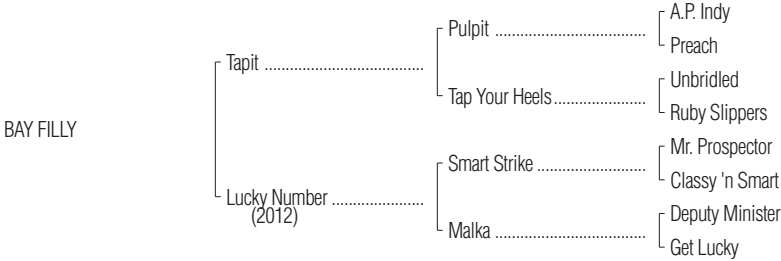 A.P. Indy
Pulpit ....................................
Preach
Tapit ......................................
Unbridled
Tap Your Heels ......................
Ruby Slippers
BAY FILLY
Mr. Prospector
Smart Strike ..........................
Classy 'n Smart
Lucky Number ......................
(2012)
Deputy Minister
Malka ....................................
Get Lucky